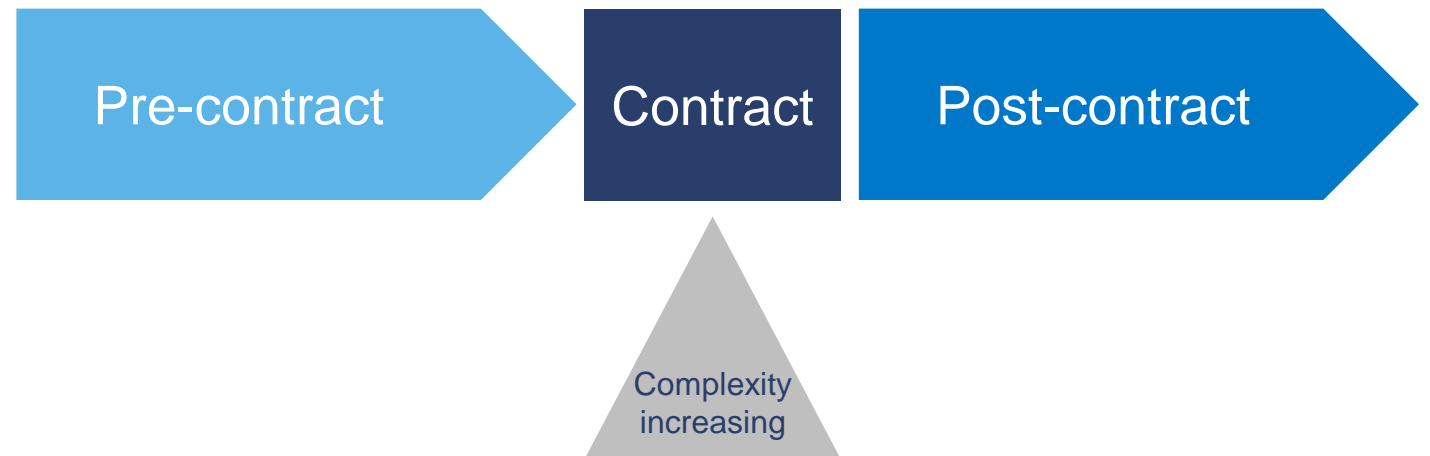 Pre-contract
Contract
Post-contract
Complexity
increasing